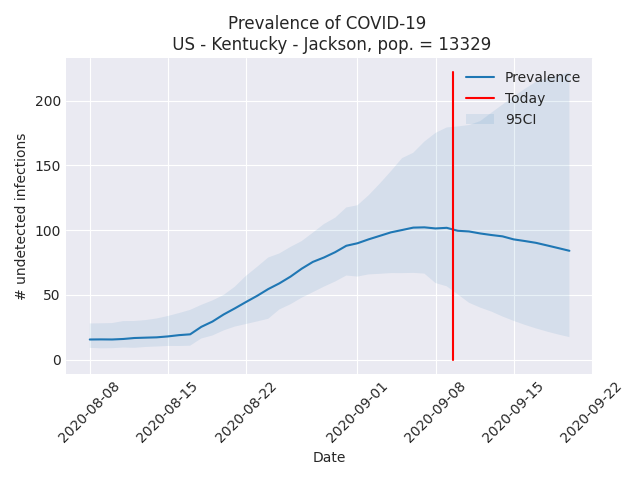 Prevalence of COVID-19
US - Kentucky - Jackson, pop. = 13329
Prevalence
Today
95CI
# undetected infections
200
150
100
50
0
2020-08-08
2020-08-15
2020-08-22
2020-09-01
2020-09-08
2020-09-15
2020-09-22
Date